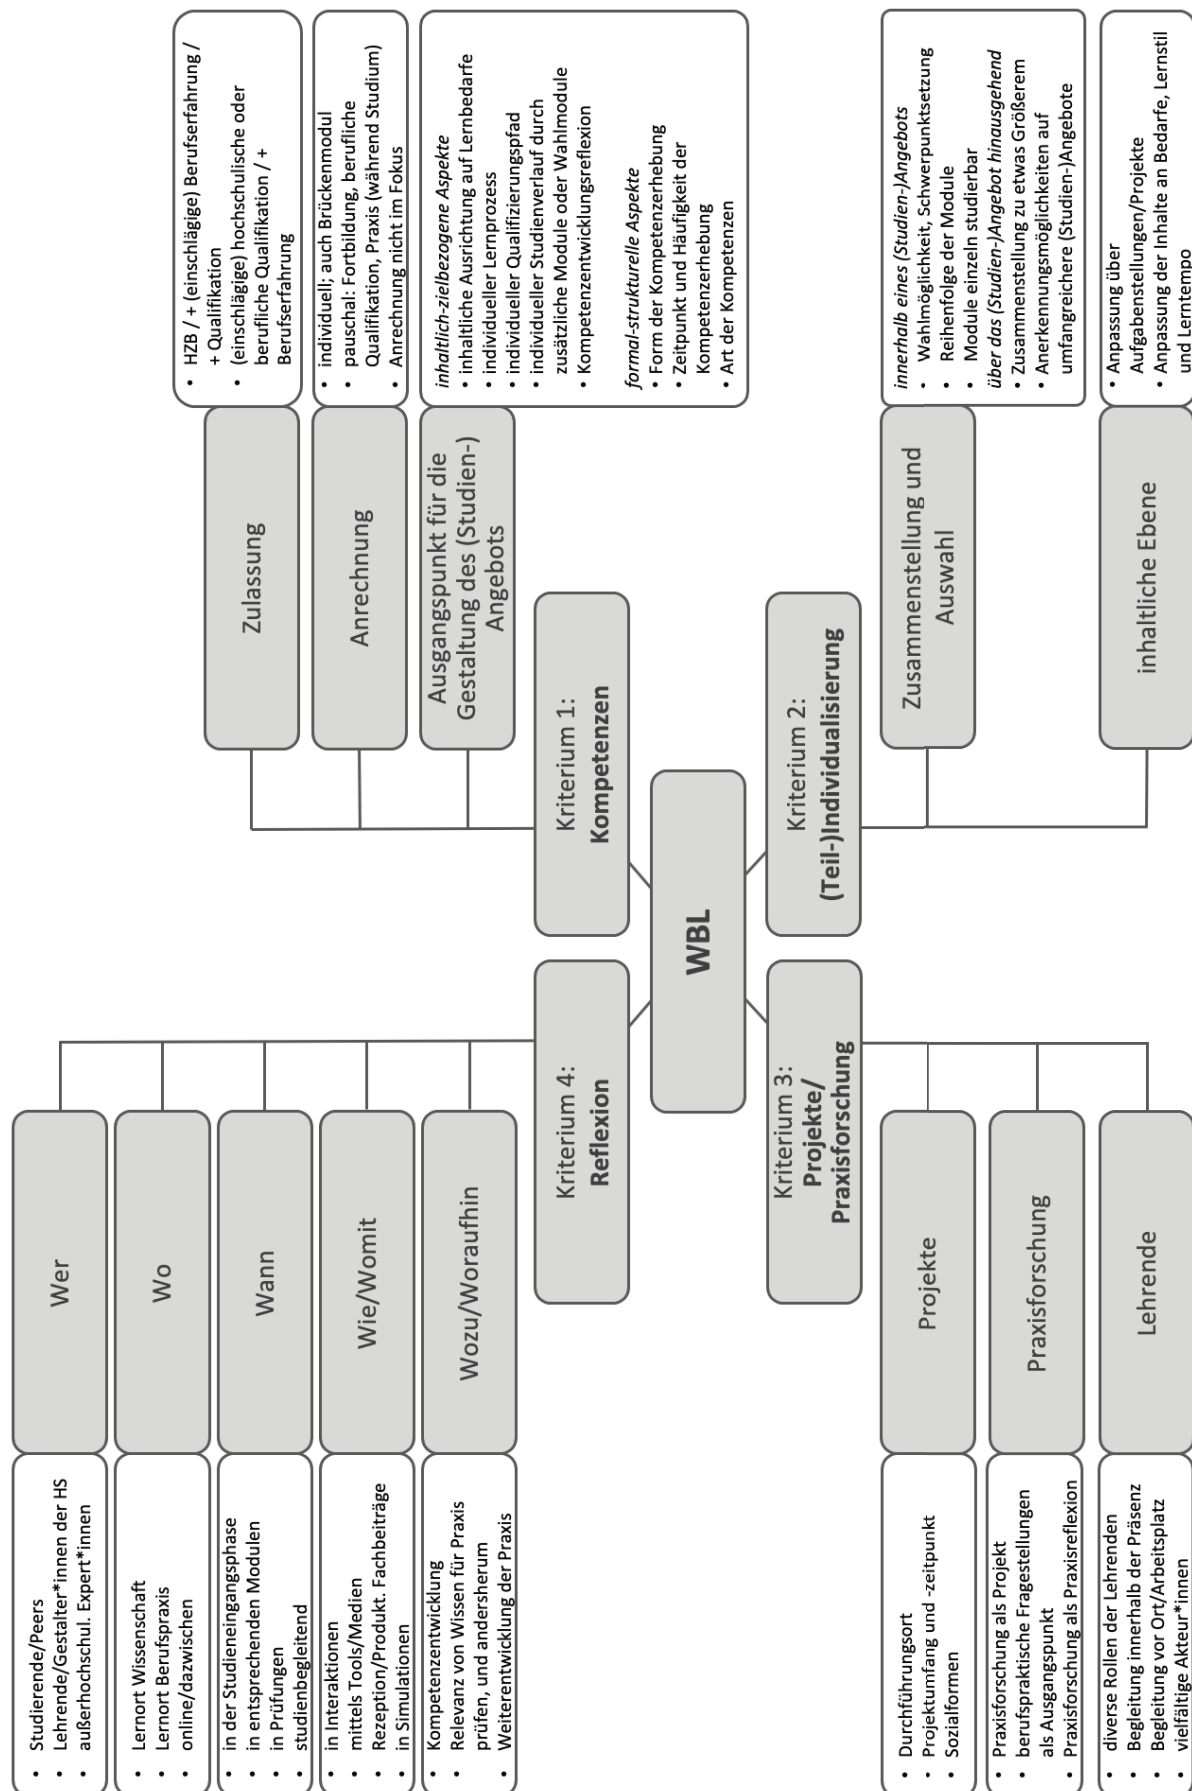 WBL
Kriterium 1:
Kompetenzen
Zulassung
• HZB / + (einschlägige) Berufserfahrung /
+ Qualifikation
• (einschlägige) hochschulische oder
berufliche Qualifikation / +
Berufserfahrung
Anrechnung
• individuell; auch Brückenmodul
• pauschal: Fortbildung, berufliche
Qualifikation, Praxis (während Studium)
• Anrechnung nicht im Fokus
Ausgangspunkt für die
Gestaltung des (Studien-)
Angebots
inhaltlich-zielbezogene Aspekte
• inhaltliche Ausrichtung auf Lernbedarfe
• individueller Lernprozess
• individueller Qualifizierungspfad
• individueller Studienverlauf durch
zusätzliche Module oder Wahlmodule
• Kompetenzentwicklungsreflexion
formal-strukturelle Aspekte
• Form der Kompetenzerhebung
• Zeitpunkt und Häufigkeit der
Kompetenzerhebung
• Art der Kompetenzen
Kriterium 2:
(Teil-)Individualisierung
Zusammenstellung und
Auswahl
innerhalb eines (Studien-)Angebots
• Wahlmöglichkeit, Schwerpunktsetzung
• Reihenfolge der Module
• Module einzeln studierbar
über das (Studien-)Angebot hinausgehend
• Zusammenstellung zu etwas Größerem
• Anerkennungsmöglichkeiten auf
umfangreichere (Studien-)Angebote
inhaltliche Ebene
• Anpassung über
Aufgabenstellungen/Projekte
• Anpassung der Inhalte an Bedarfe, Lernstil
und Lerntempo
Kriterium 3:
Projekte/
Praxisforschung
Projekte
• Durchführungsort
• Projektumfang und -zeitpunkt
• Sozialformen
Praxisforschung
• Praxisforschung als Projekt
• berufspraktische Fragestellungen
als Ausgangspunkt
• Praxisforschung als Praxisreflexion
Lehrende
• diverse Rollen der Lehrenden
• Begleitung innerhalb der Präsenz
• Begleitung vor Ort/Arbeitsplatz
• vielfältige Akteur*innen
Kriterium 4:
Reflexion
Wer
• Studierende/Peers
• Lehrende/Gestalter*innen der HS
• außerhochschul. Expert*innen
Wo
• Lernort Wissenschaft
• Lernort Berufspraxis
• online/dazwischen
Wann
• in der Studieneingangsphase
• in entsprechenden Modulen
• in Prüfungen
• studienbegleitend
Wie/Womit
• in Interaktionen
• mittels Tools/Medien
• Rezeption/Produkt. Fachbeiträge
• in Simulationen
Wozu/Woraufhin
• Kompetenzentwicklung
• Relevanz von Wissen für Praxis
prüfen, und andersherum
• Weiterentwicklung der Praxis